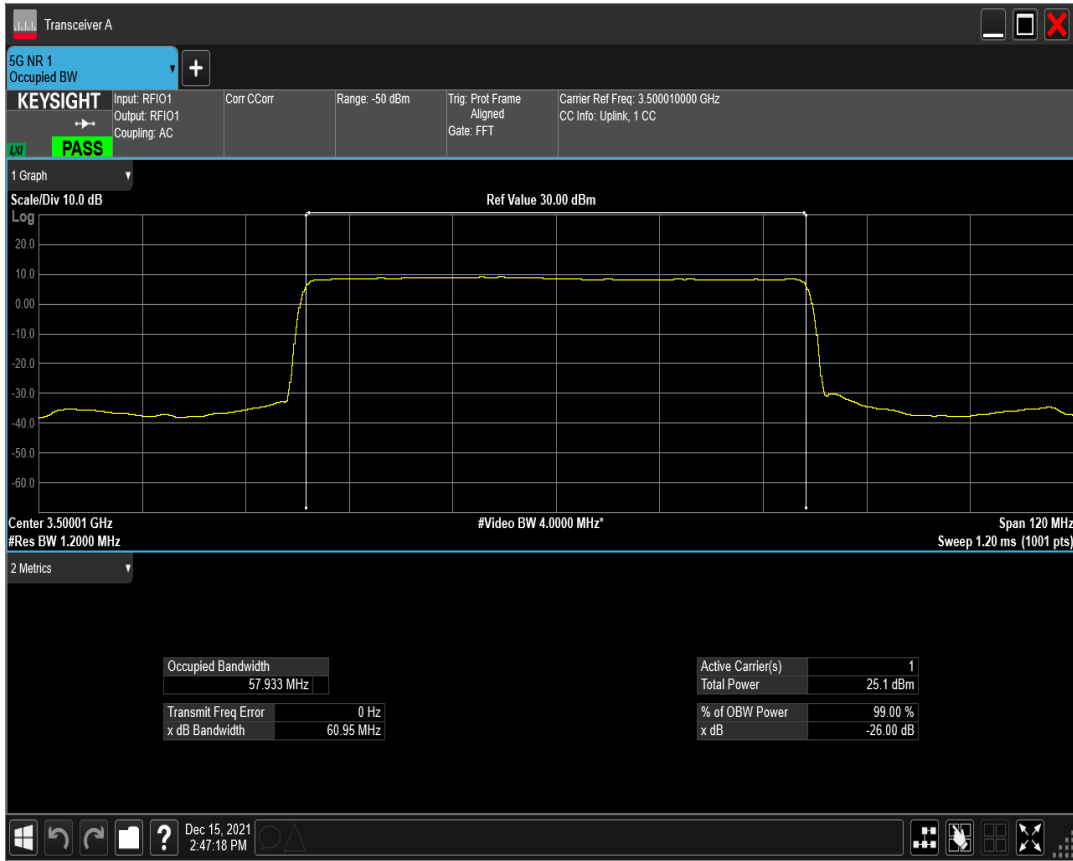 Transceiver A
5G NR 1
Occupied BW
KEYSIGHT
LXI
PASS
Input: RFIO1
Output: RFIO1
Coupling: AC
Corr CCorr
Range: -50 dBm
Trig: Prot Frame
Aligned
Gate: FFT
Carrier Ref Freq: 3.500010000 GHz
CC Info: Uplink, 1 CC
1 Graph
Scale/Div 10.0 dB
Ref Value 30.00 dBm
Log
20.0
10.0
0.00
-10.0
-20.0
-30.0
-40.0
-50.0
-60.0
Center 3.50001 GHz
#Video BW 4.0000 MHz*
Span 120 MHz
#Res BW 1.2000 MHz
Sweep 1.20 ms (1001 pts)
2 Metrics
Occupied Bandwidth
57.933 MHz
Transmit Freq Error 0 Hz
x dB Bandwidth 60.95 MHz
Active Carrier(s) 1
Total Power 25.1 dBm
% of OBW Power 99.00 %
x dB -26.00 dB
Dec 15, 2021
2:47:18 PM